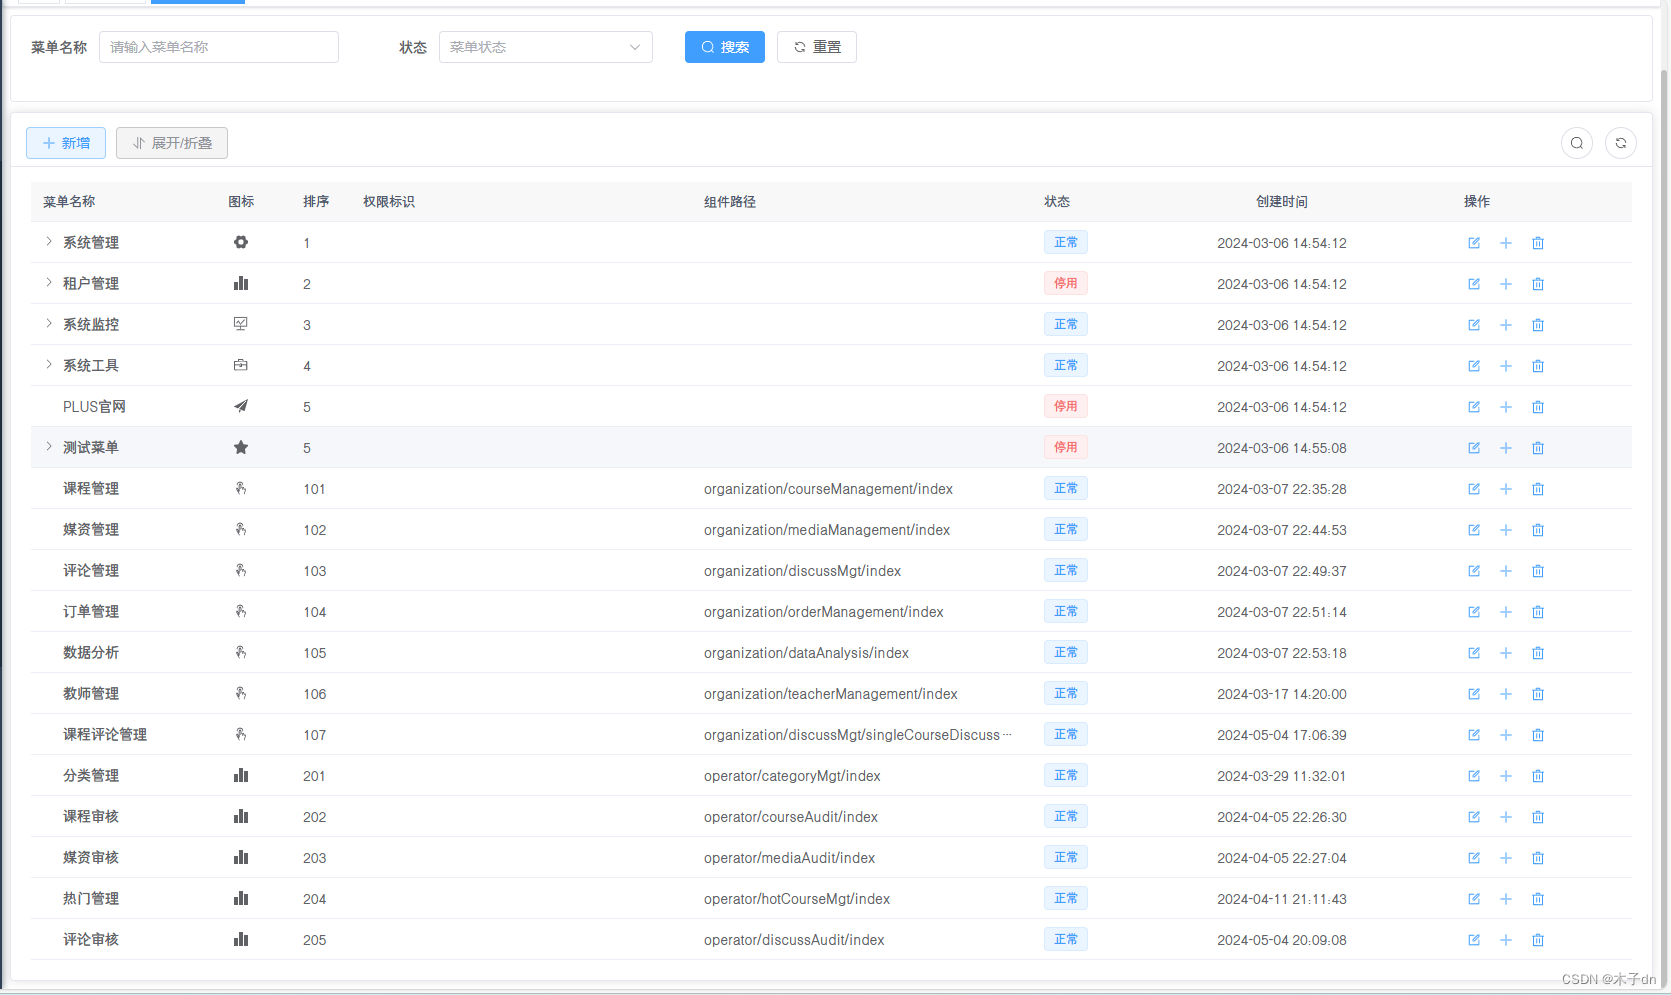 菜单名称 请输入菜单名称 状态 菜单状态 搜索 重置
新增 展开/折叠
菜单名称 图标 排序 权限标识 组件路径 状态 创建时间 操作
系统管理 1 正常 2024-03-06 14:54:12
租户管理 2 停用 2024-03-06 14:54:12
系统监控 3 正常 2024-03-06 14:54:12
系统工具 4 正常 2024-03-06 14:54:12
PLUS官网 5 停用 2024-03-06 14:54:12
测试菜单 5 停用 2024-03-06 14:55:08
课程管理 101 organization/courseManagement/index 正常 2024-03-07 22:35:28
媒资管理 102 organization/mediaManagement/index 正常 2024-03-07 22:44:53
评论管理 103 organization/discussMgt/index 正常 2024-03-07 22:49:37
订单管理 104 organization/orderManagement/index 正常 2024-03-07 22:51:14
数据分析 105 organization/dataAnalysis/index 正常 2024-03-07 22:53:18
教师管理 106 organization/teacherManagement/index 正常 2024-03-17 14:20:00
课程评论管理 107 organization/discussMgt/singleCourseDiscuss… 正常 2024-05-04 17:06:39
分类管理 201 operator/categoryMgt/index 正常 2024-03-29 11:32:01
课程审核 202 operator/courseAudit/index 正常 2024-04-05 22:26:30
媒资审核 203 operator/mediaAudit/index 正常 2024-04-05 22:27:04
热门管理 204 operator/hotCourseMgt/index 正常 2024-04-11 21:11:43
评论审核 205 operator/discussAudit/index 正常 2024-05-04 20:09:08
CSDN @木子dn